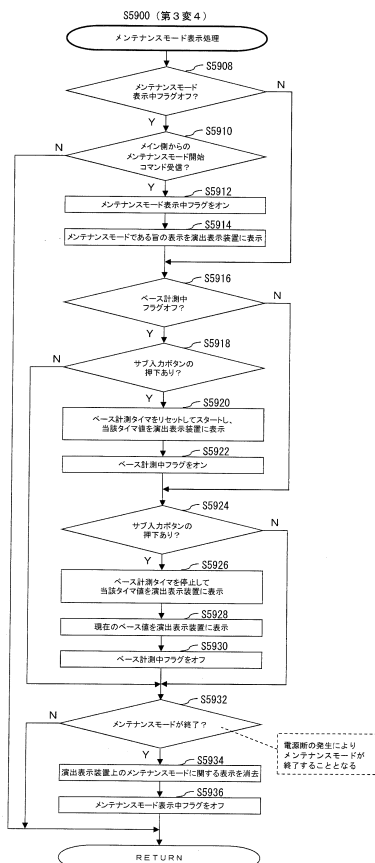 S5900(第3変4)
メンテナンスモード表示処理
S5908
メンテナンスモード
表示中フラグオフ?
N
Y
S5910
N
メイン側からの
メンテナンスモード開始
コマンド受信?
Y
S5912
メンテナンスモード表示中フラグをオン
S5914
メンテナンスモードである旨の表示を演出表示装置に表示
S5916
ベース計測中
フラグオフ?
N
Y
S5918
N
サブ入力ボタンの
押下あり?
Y
S5920
ベース計測タイマをリセットしてスタートし、
当該タイマ値を演出表示装置に表示
S5922
ベース計測中フラグをオン
S5924
サブ入力ボタンの
押下あり?
N
Y
S5926
ベース計測タイマを停止して
当該タイマ値を演出表示装置に表示
S5928
現在のベース値を演出表示装置に表示
S5930
ベース計測中フラグをオフ
S5932
N
メンテナンスモードが終了?
電源断の発生により
メンテナンスモードが
終了することとなる
Y
S5934
演出表示装置上のメンテナンスモードに関する表示を消去
S5936
メンテナンスモード表示中フラグをオフ
RETURN